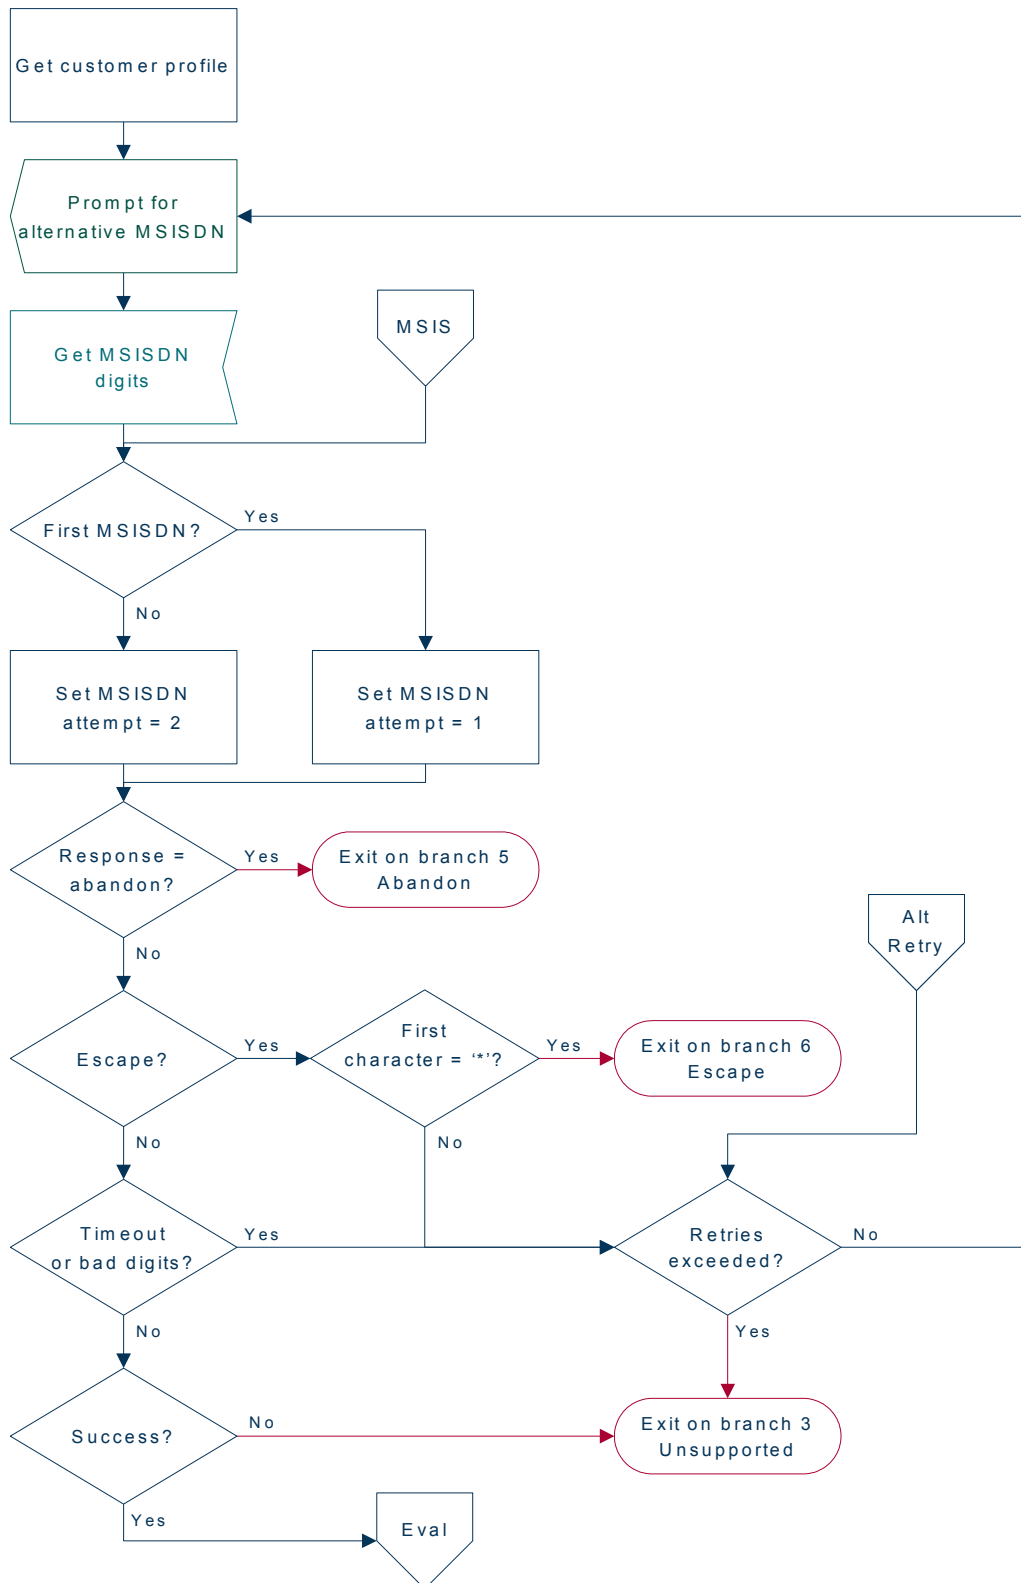 Get customer profile
Prompt for
alternative MSISDN
Get MSISDN
digits
MSIS
First MSISDN?
Yes
No
Set MSISDN
attempt = 2
Set MSISDN
attempt = 1
Response =
abandon?
Yes
Exit on branch 5
Abandon
No
Alt
Retry
Escape?
Yes
First
character = ‘*’?
Yes
Exit on branch 6
Escape
No
No
Timeout
or bad digits?
Yes
Retries
exceeded?
No
No
Yes
Success?
No
Exit on branch 3
Unsupported
Yes
Eval